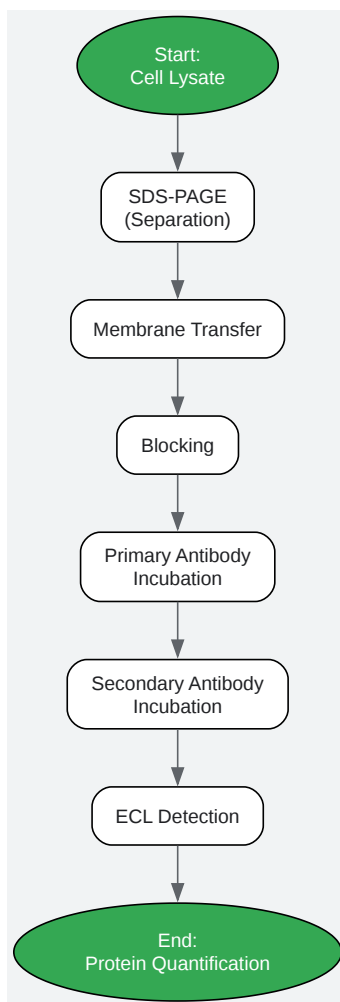 Start:
Cell Lysate
SDS-PAGE
(Separation)
Membrane Transfer
Blocking
Primary Antibody
Incubation
Secondary Antibody
Incubation
ECL Detection
End:
Protein Quantification